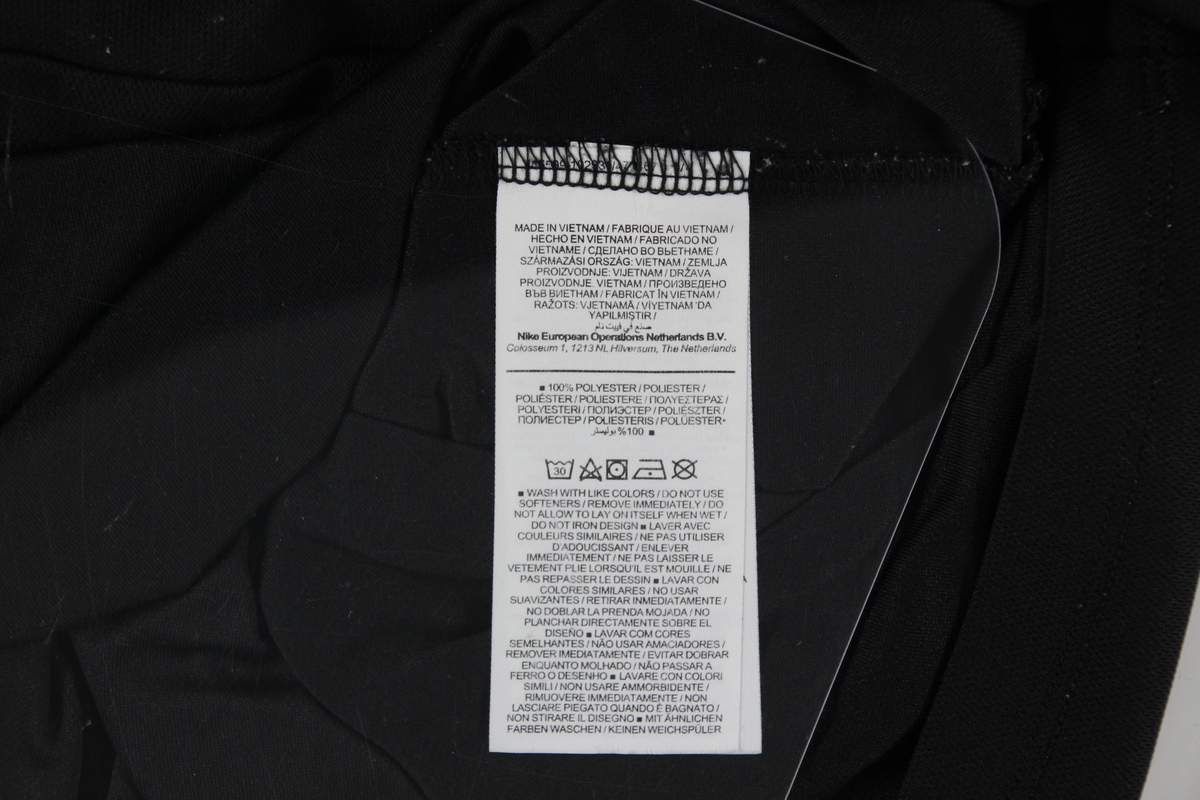 MADE IN VIETNAM / FABRIQUE AU VIETNAM /
HECHO EN VIETNAM / FABRICADO NO
VIETNAME / СДЕЛАНО ВО ВЬЕТНАМЕ /
SZÁRMAZÁSI ORSZÁG: VIETNAM / ZEMLJA
PROIZVODNJE: VIJETNAM / DRŽAVA
PROIZVODNJE. VIETNAM / ПРОИЗВЕДЕНО
ВЪВ ВИЕТНАМ / FABRICAT ÎN VIETNAM /
RAŽOTS: VJETNAMĀ / VİYETNAM 'DA
YAPILMIŞTIR /
صنع في فييت نام
Nike European Operations Netherlands B.V.
Colosseum 1, 1213 NL Hilversum, The Netherlands
■ 100% POLYESTER / POLIESTER /
POLIÉSTER / POLIESTERE / ΠΟΛΥΕΣΤΕΡΑΣ /
POLYESTERI / ПОЛИЭСТЕР / POLIÉSZTER /
ПОЛИЕСТЕР / POLIESTERIS / POLÜESTER•
■ 100% بوليستر
30
■ WASH WITH LIKE COLORS / DO NOT USE
SOFTENERS / REMOVE IMMEDIATELY / DO
NOT ALLOW TO LAY ON ITSELF WHEN WET /
DO NOT IRON DESIGN ■ LAVER AVEC
COULEURS SIMILAIRES / NE PAS UTILISER
D'ADOUCISSANT / ENLEVER
IMMEDIATEMENT / NE PAS LAISSER LE
VETEMENT PLIE LORSQU'IL EST MOUILLE / NE
PAS REPASSER LE DESSIN ■ LAVAR CON
COLORES SIMILARES / NO USAR
SUAVIZANTES / RETIRAR INMEDIATAMENTE /
NO DOBLAR LA PRENDA MOJADA / NO
PLANCHAR DIRECTAMENTE SOBRE EL
DISEÑO ■ LAVAR COM CORES
SEMELHANTES / NÃO USAR AMACIADORES /
REMOVER IMEDIATAMENTE / EVITAR DOBRAR
ENQUANTO MOLHADO / NÃO PASSAR A
FERRO O DESENHO ■ LAVARE CON COLORI
SIMILI / NON USARE AMMORBIDENTE /
RIMUOVERE IMMEDIATAMENTE / NON
LASCIARE PIEGATO QUANDO È BAGNATO /
NON STIRARE IL DISEGNO ■ MIT ÄHNLICHEN
FARBEN WASCHEN / KEINEN WEICHSPÜLER